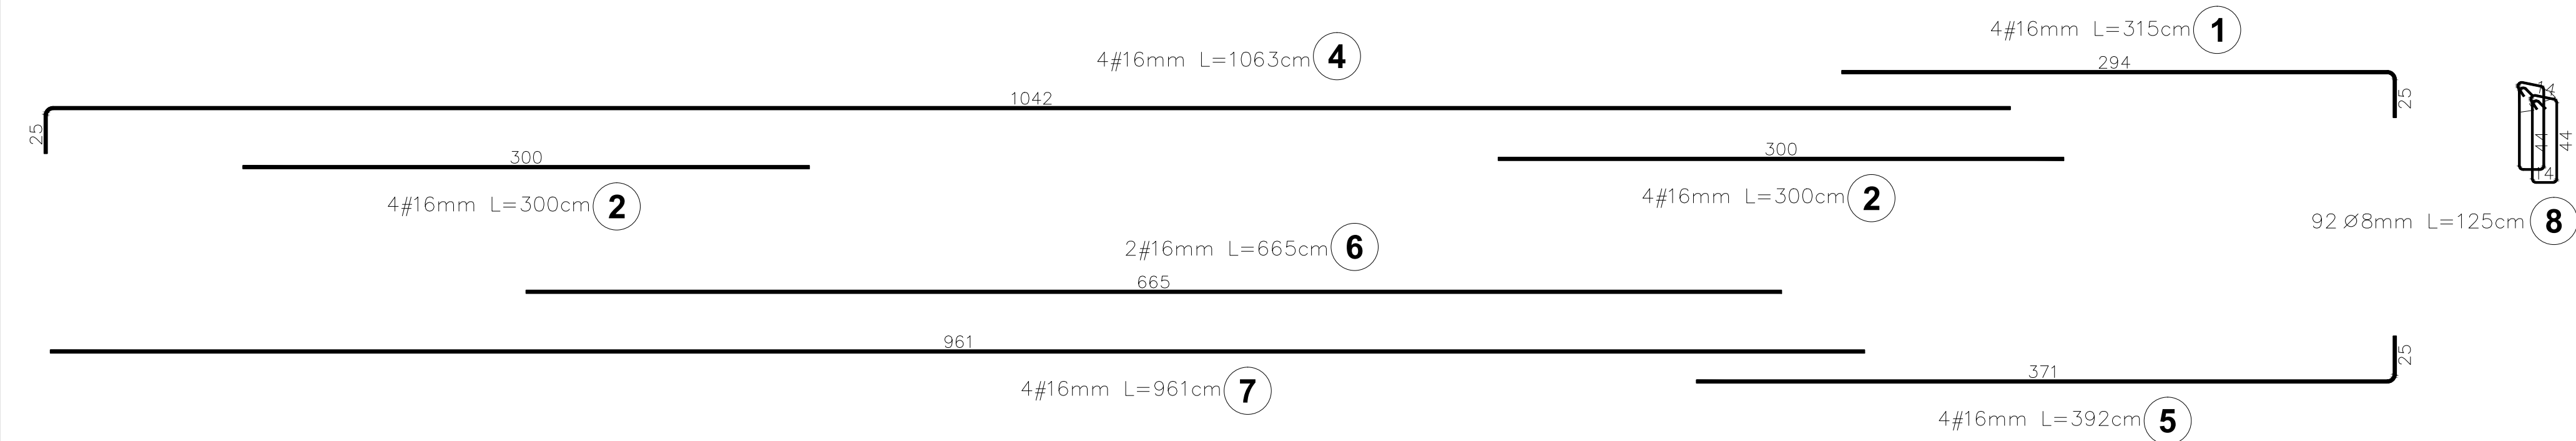 4#16mm L=315cm 1
294
25
4#16mm L=1063cm 4
1042
25
300
4#16mm L=300cm 2
300
4#16mm L=300cm 2
14
44
44
14
92 Ø8mm L=125cm 8
2#16mm L=665cm 6
665
961
4#16mm L=961cm 7
25
371
4#16mm L=392cm 5